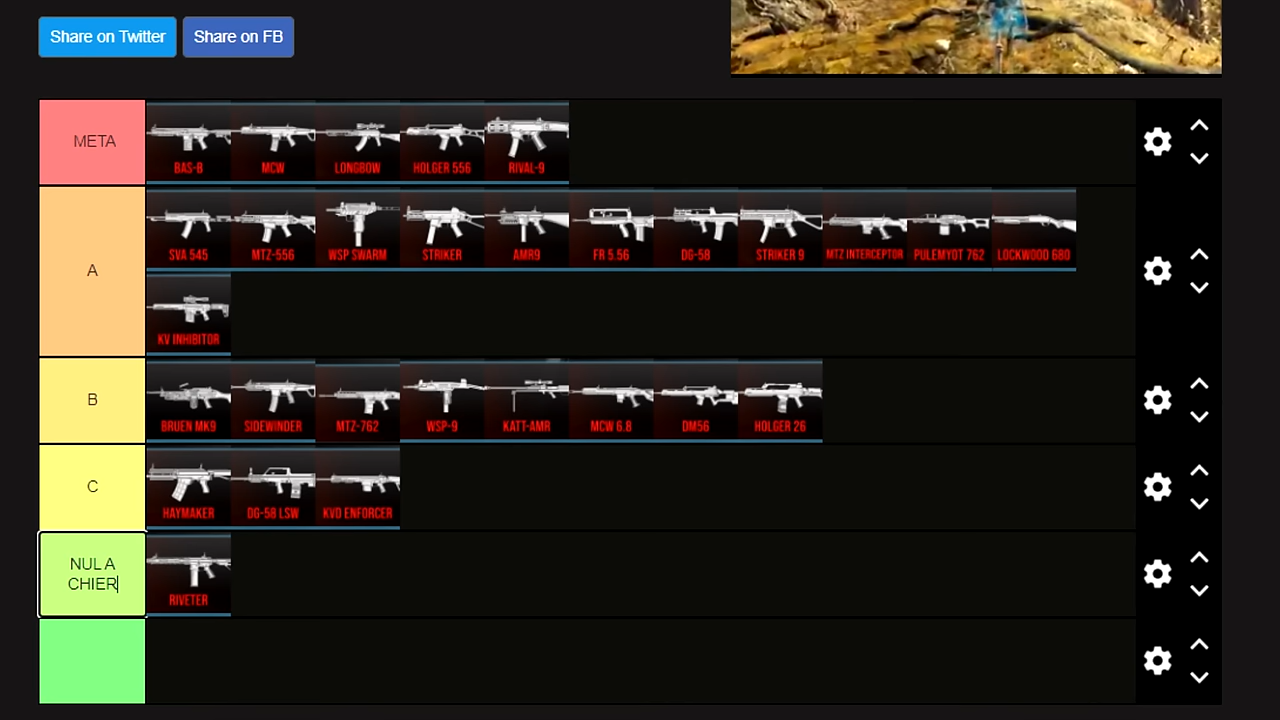 Share on Twitter Share on FB
META
BAS-B MCW LONGBOW HOLGER 556 RIVAL-9
A
SVA 545 MTZ-556 WSP SWARM STRIKER AMR9 FR 5.56 DG-58 STRIKER 9 MTZ INTERCEPTOR PULEMYOT 762 LOCKWOOD 680
KV INHIBITOR
B
BRUEN MK9 SIDEWINDER MTZ-762 WSP-9 KATT-AMR MCW 6.8 DM56 HOLGER 26
C
HAYMAKER DG-58 LSW KVD ENFORCER
NUL A
CHIER
RIVETER